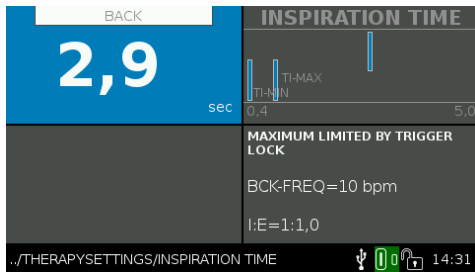 BACK
2,9
sec
INSPIRATION TIME
TI-MAX
TI-MIN
0,4 5,0
MAXIMUM LIMITED BY TRIGGER
LOCK
BCK-FREQ=10 bpm
I:E=1:1,0
../THERAPYSETTINGS/INSPIRATION TIME 14:31